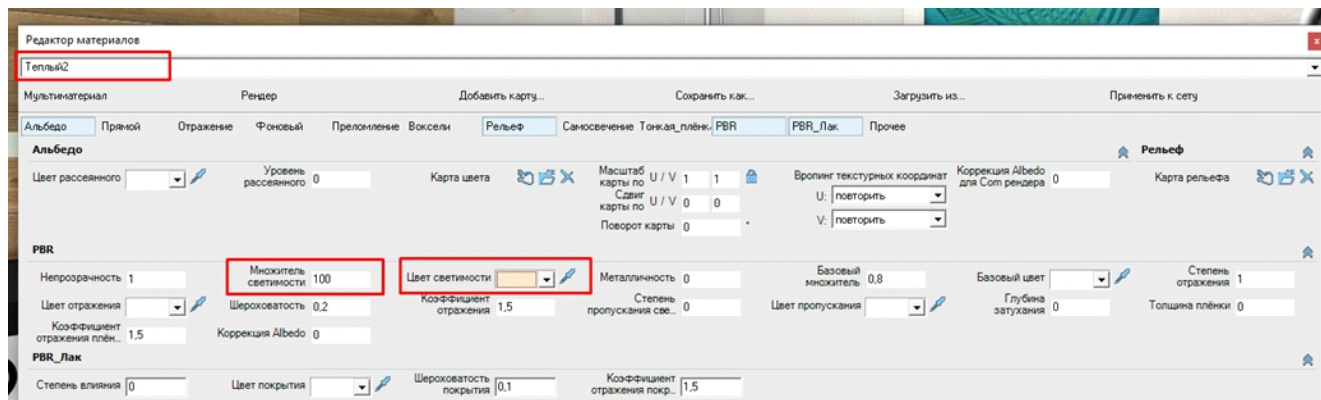 Редактор материалов
x
Теплый2
Мультиматериал Рендер Добавить карту... Сохранить как... Загрузить из... Применить к сету
Альбедо Прямой Отражение Фоновый Преломление Воксели Рельеф Самосвечение Тонкая_плёнк. PBR PBR_Лак Прочее
Альбедо Рельеф
Цвет рассеянного Уровень рассеянного 0 Карта цвета Масштаб карты по U / V 1 1 Вропинг текстурных координат Коррекция Albedo для Com рендера 0 Карта рельефа
Сдвиг карты по U / V 0 0 U: повторить
Поворот карты 0 ° V: повторить
PBR
Непрозрачность 1 Множитель светимости 100 Цвет светимости Металличность 0 Базовый множитель 0,8 Базовый цвет Степень отражения 1
Цвет отражения Шероховатость 0,2 Коэффициент отражения 1,5 Степень пропускания све... 0 Цвет пропускания Глубина затухания 0 Толщина плёнки 0
Коэффициент отражения плён... 1,5 Коррекция Albedo 0
PBR_Лак
Степень влияния 0 Цвет покрытия Шероховатость покрытия 0,1 Коэффициент отражения покр... 1,5